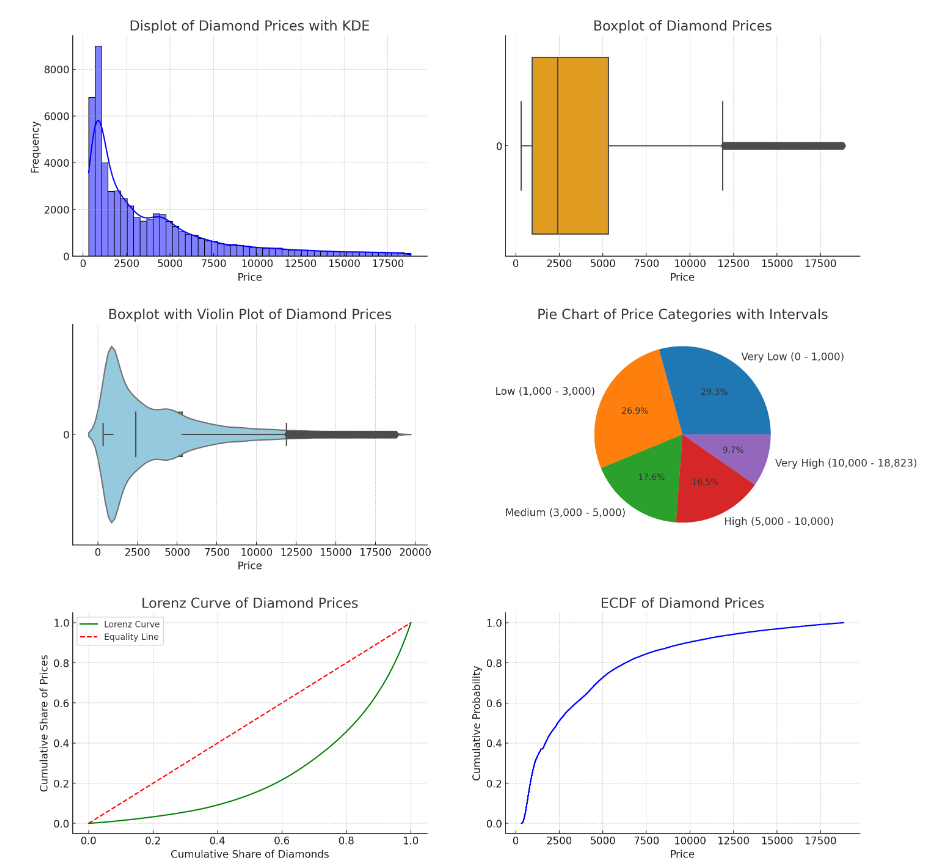 Displot of Diamond Prices with KDE
Frequency
8000
6000
4000
2000
0
0 2500 5000 7500 10000 12500 15000 17500
Price
Boxplot of Diamond Prices
0
0 2500 5000 7500 10000 12500 15000 17500
Price
Boxplot with Violin Plot of Diamond Prices
0
0 2500 5000 7500 10000 12500 15000 17500 20000
Price
Pie Chart of Price Categories with Intervals
Very Low (0 - 1,000)
29.3%
Low (1,000 - 3,000)
26.9%
Medium (3,000 - 5,000)
17.6%
High (5,000 - 10,000)
16.5%
Very High (10,000 - 18,823)
9.7%
Lorenz Curve of Diamond Prices
Lorenz Curve
Equality Line
Cumulative Share of Prices
1.0
0.8
0.6
0.4
0.2
0.0
0.0 0.2 0.4 0.6 0.8 1.0
Cumulative Share of Diamonds
ECDF of Diamond Prices
Cumulative Probability
1.0
0.8
0.6
0.4
0.2
0.0
0 2500 5000 7500 10000 12500 15000 17500
Price